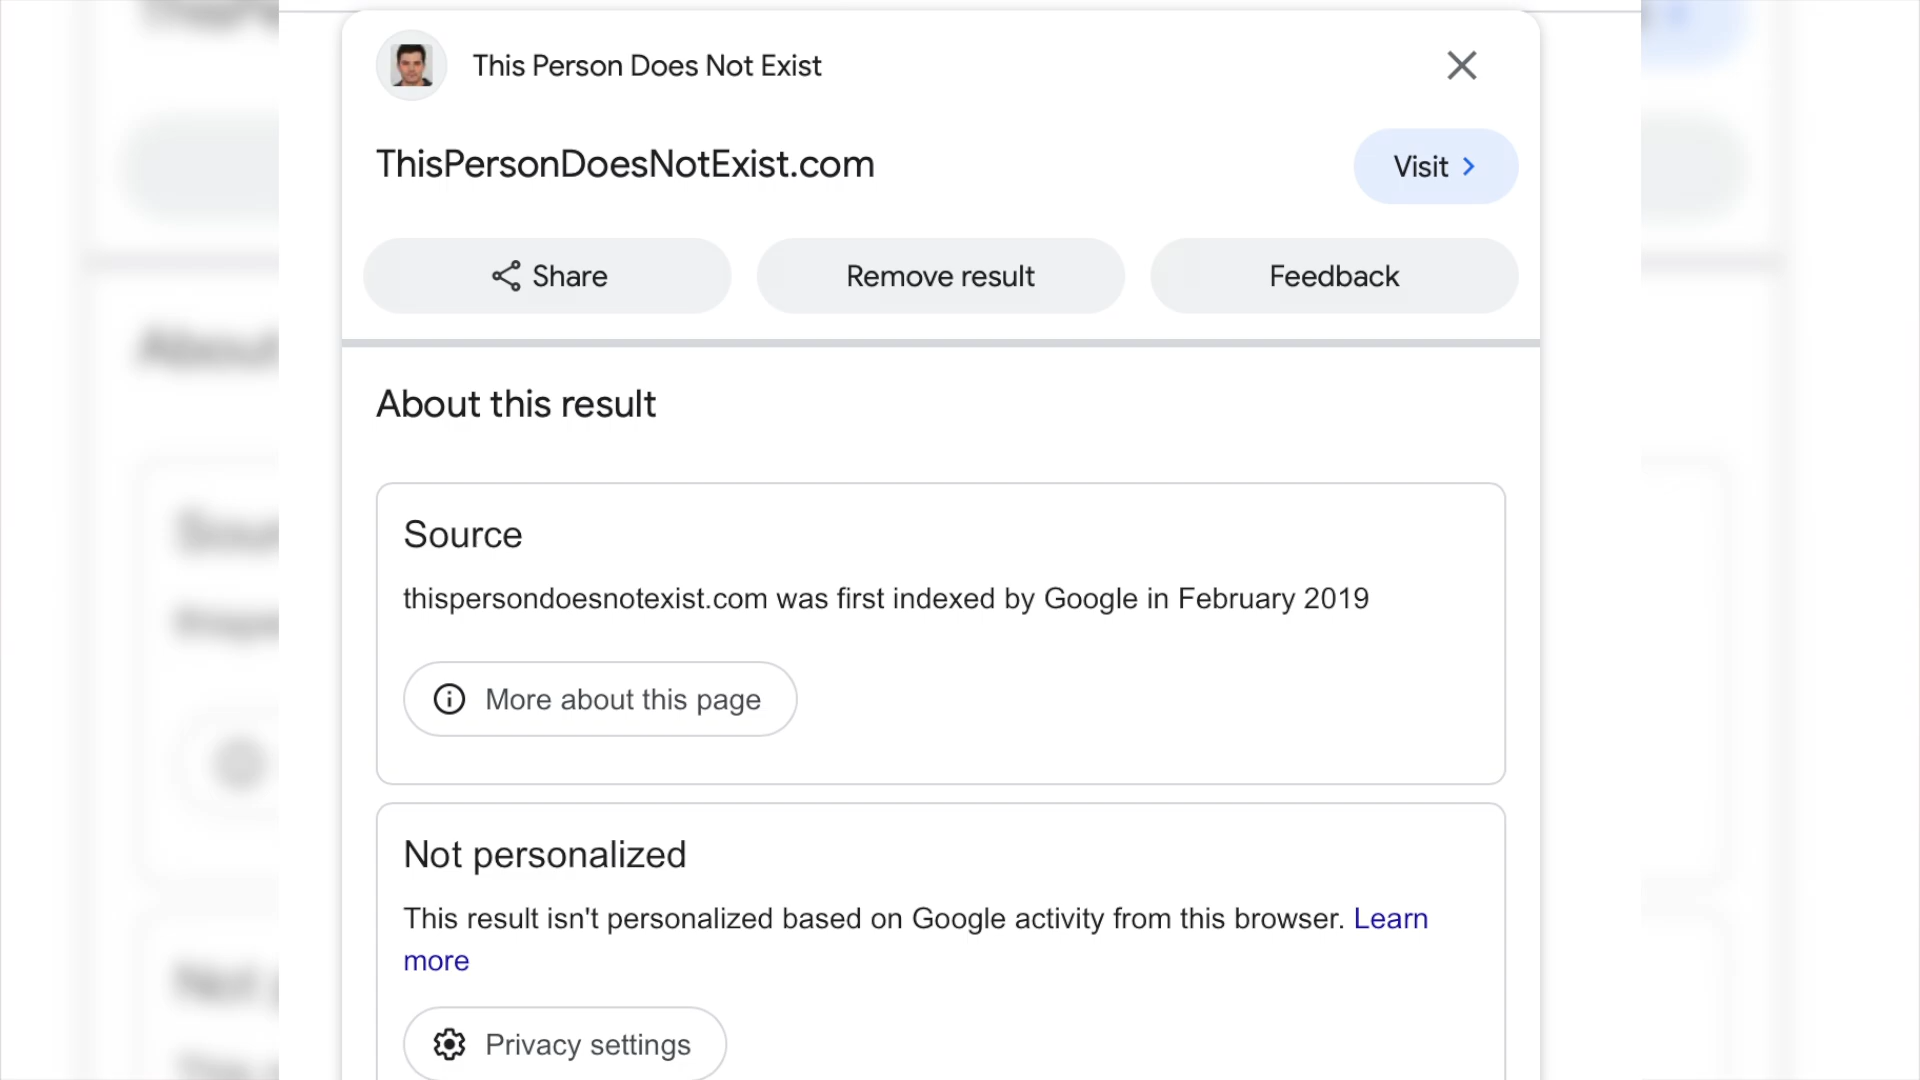 This Person Does Not Exist
ThisPersonDoesNotExist.com
Visit
Share
Remove result
Feedback
About this result
Source
thispersondoesnotexist.com was first indexed by Google in February 2019
More about this page
Not personalized
This result isn't personalized based on Google activity from this browser. Learn
more
Privacy settings